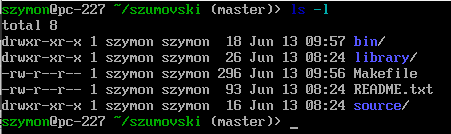 szymon@pc-227 ~/szumovski (master)> ls -l
total 8
drwxr-xr-x 1 szymon szymon  18 Jun 13 09:57 bin/
drwxr-xr-x 1 szymon szymon  26 Jun 13 08:24 library/
-rw-r--r-- 1 szymon szymon 296 Jun 13 09:56 Makefile
-rw-r--r-- 1 szymon szymon  93 Jun 13 08:24 README.txt
drwxr-xr-x 1 szymon szymon  16 Jun 13 08:24 source/
szymon@pc-227 ~/szumovski (master)> _